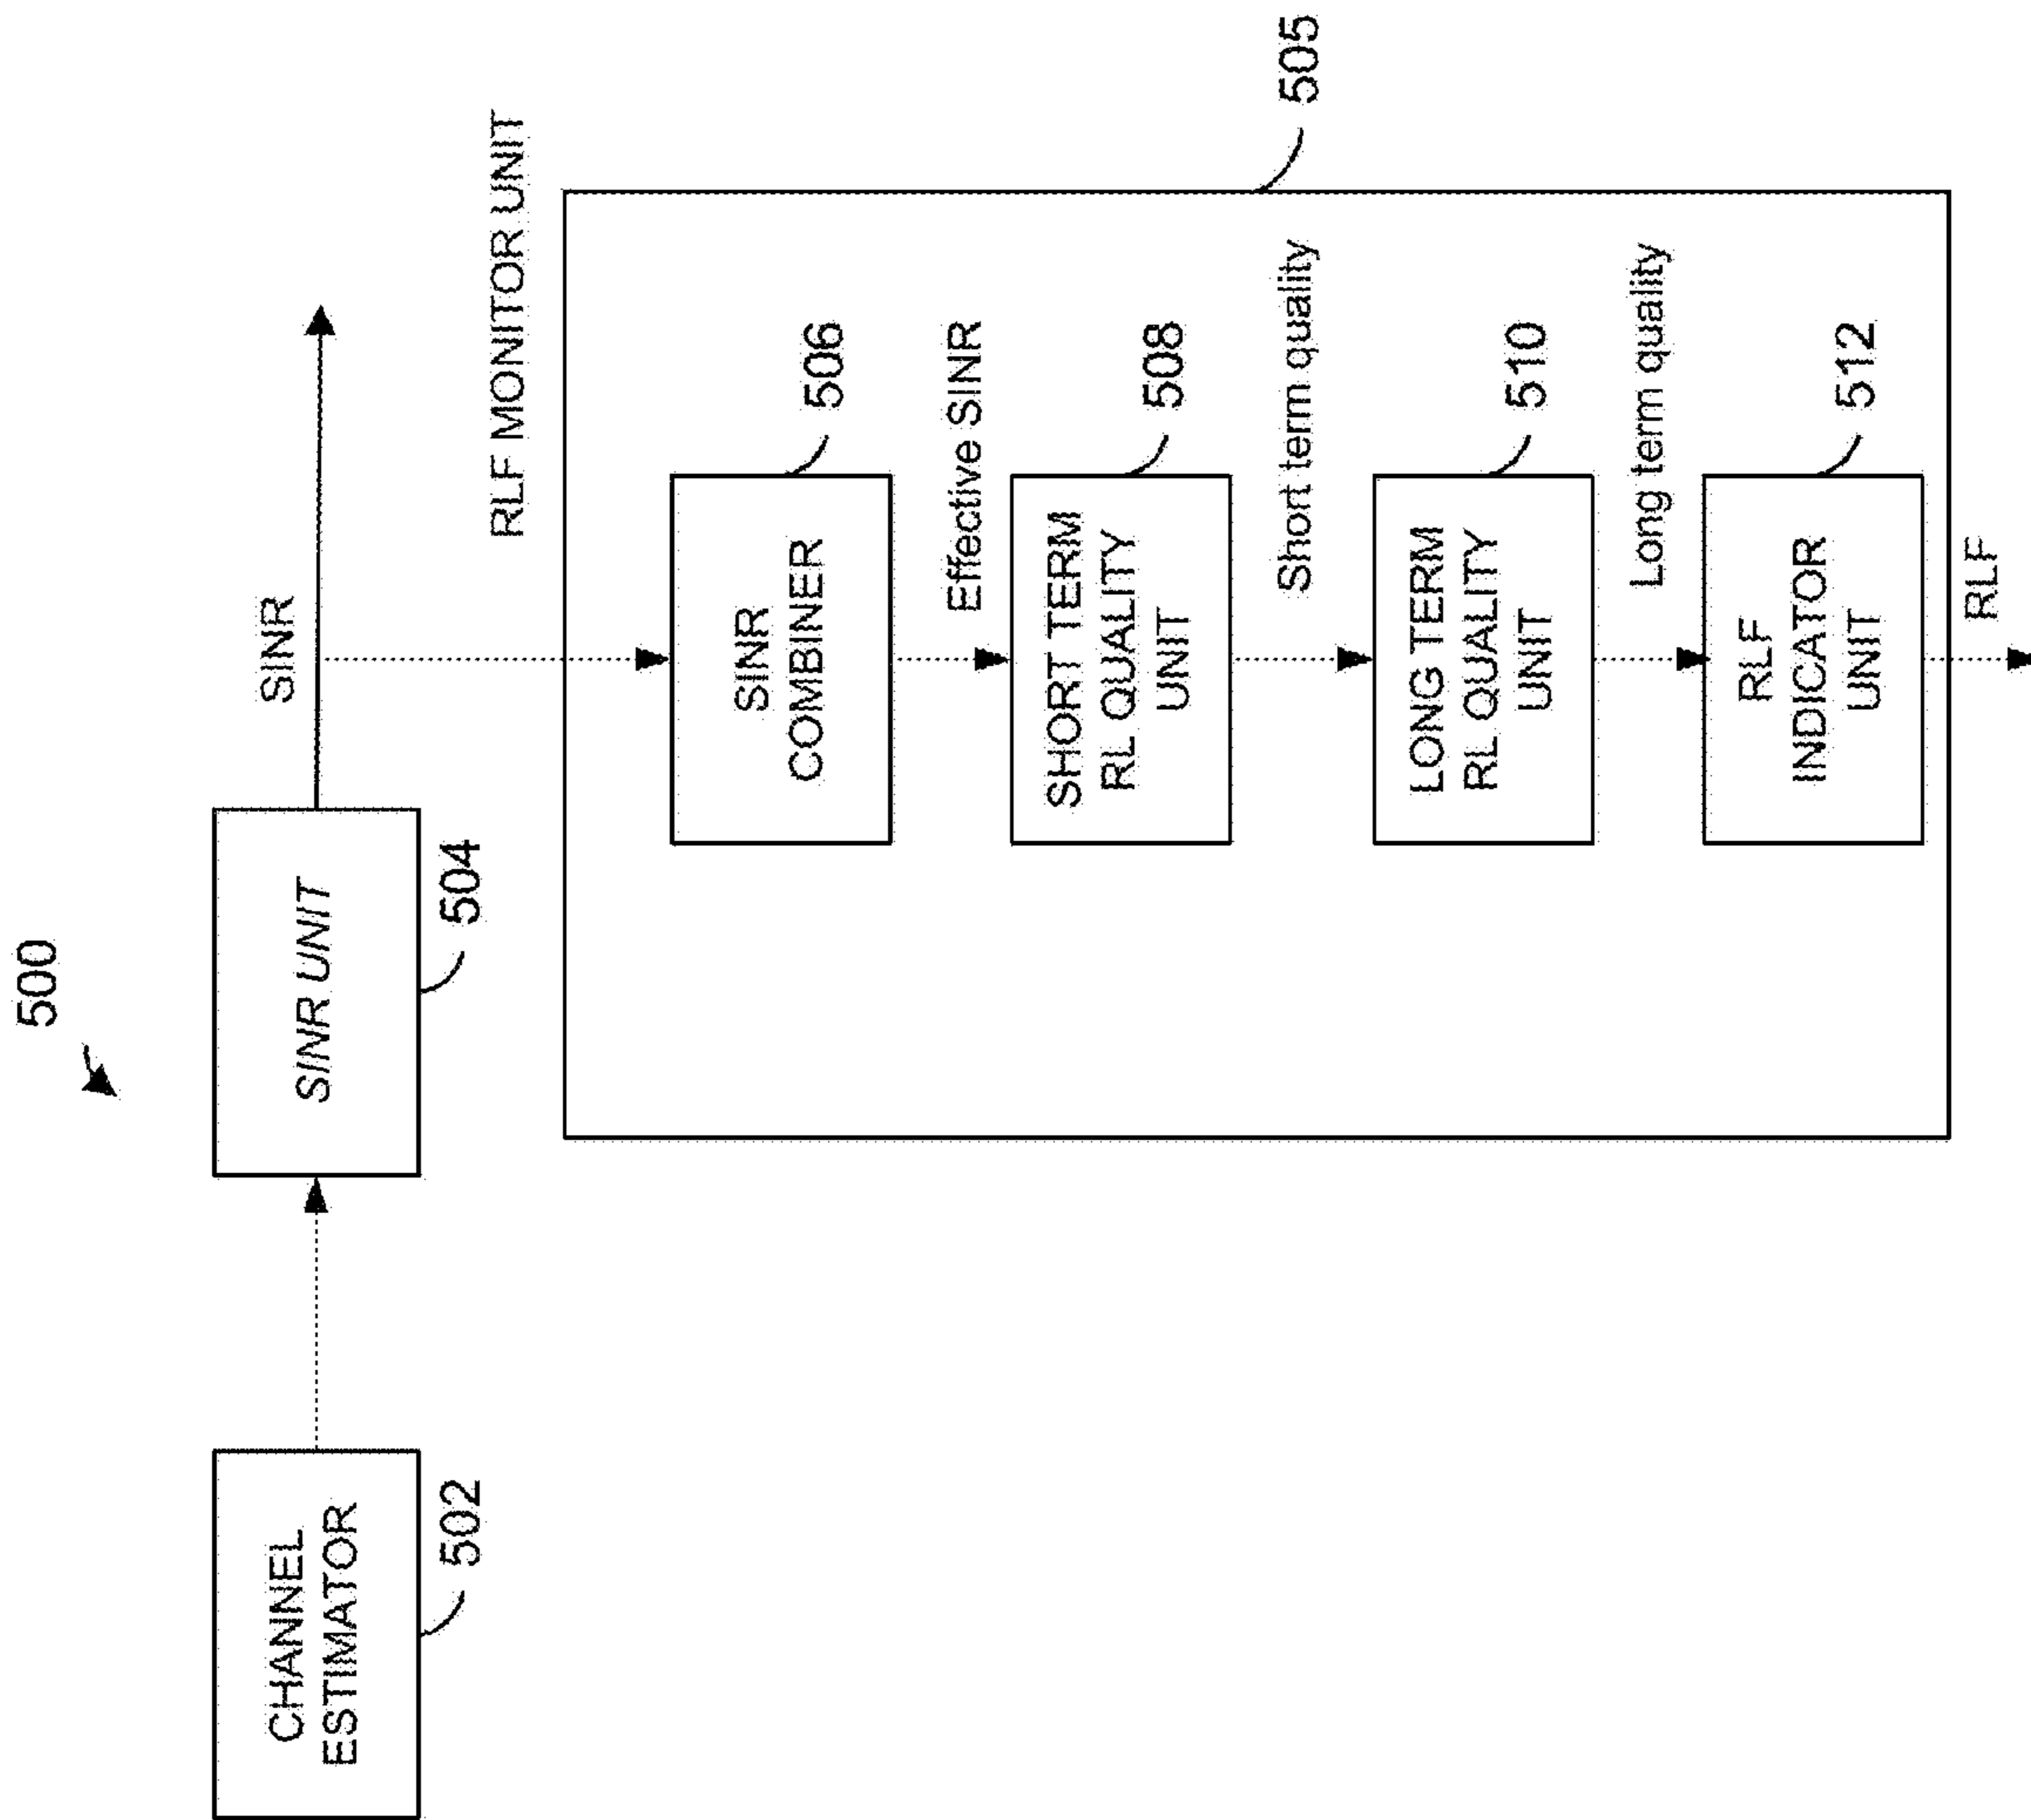 500
CHANNEL
ESTIMATOR
502
SINR UNIT
504
SINR
RLF MONITOR UNIT
505
SINR
COMBINER
506
Effective SINR
SHORT TERM
RL QUALITY
UNIT
508
Short term quality
LONG TERM
RL QUALITY
UNIT
510
Long term quality
RLF
INDICATOR
UNIT
512
RLF